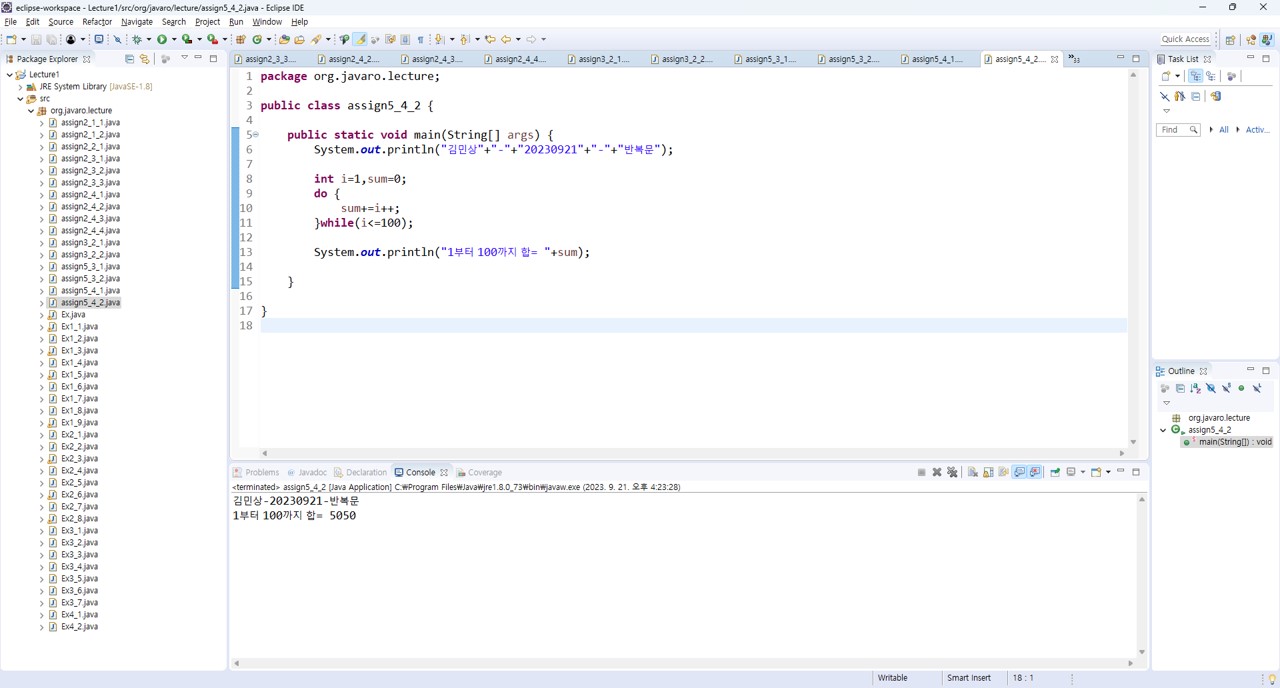 eclipse-workspace - Lecture1/src/org/javaro/lecture/assign5_4_2.java - Eclipse IDE
File Edit Source Refactor Navigate Search Project Run Window Help
Quick Access
Package Explorer
Lecture1
JRE System Library [JavaSE-1.8]
src
org.javaro.lecture
assign2_1_1.java
assign2_1_2.java
assign2_2_1.java
assign2_3_1.java
assign2_3_2.java
assign2_3_3.java
assign2_4_1.java
assign2_4_2.java
assign2_4_3.java
assign2_4_4.java
assign3_2_1.java
assign3_2_2.java
assign5_3_1.java
assign5_3_2.java
assign5_4_1.java
assign5_4_2.java
Ex.java
Ex1_1.java
Ex1_2.java
Ex1_3.java
Ex1_4.java
Ex1_5.java
Ex1_6.java
Ex1_7.java
Ex1_8.java
Ex1_9.java
Ex2_1.java
Ex2_2.java
Ex2_3.java
Ex2_4.java
Ex2_5.java
Ex2_6.java
Ex2_7.java
Ex2_8.java
Ex3_1.java
Ex3_2.java
Ex3_3.java
Ex3_4.java
Ex3_5.java
Ex3_6.java
Ex3_7.java
Ex4_1.java
Ex4_2.java
assign2_3_3.... assign2_4_2.... assign2_4_3.... assign2_4_4.... assign3_2_1.... assign3_2_2.... assign5_3_1.... assign5_3_2.... assign5_4_1.... assign5_4_2.... »33
1 package org.javaro.lecture;
2
3 public class assign5_4_2 {
4
5 public static void main(String[] args) {
6 System.out.println("김민상"+"-"+"20230921"+"-"+"반복문");
7
8 int i=1,sum=0;
9 do {
10 sum+=i++;
11 }while(i<=100);
12
13 System.out.println("1부터 100까지 합= "+sum);
14
15 }
16
17 }
18
Problems Javadoc Declaration Console Coverage
<terminated> assign5_4_2 [Java Application] C:₩Program Files₩Java₩jre1.8.0_73₩bin₩javaw.exe (2023. 9. 21. 오후 4:23:28)
김민상-20230921-반복문
1부터 100까지 합= 5050
Task List
Find All Activ...
Outline
org.javaro.lecture
assign5_4_2
main(String[]) : void
Writable Smart Insert 18 : 1